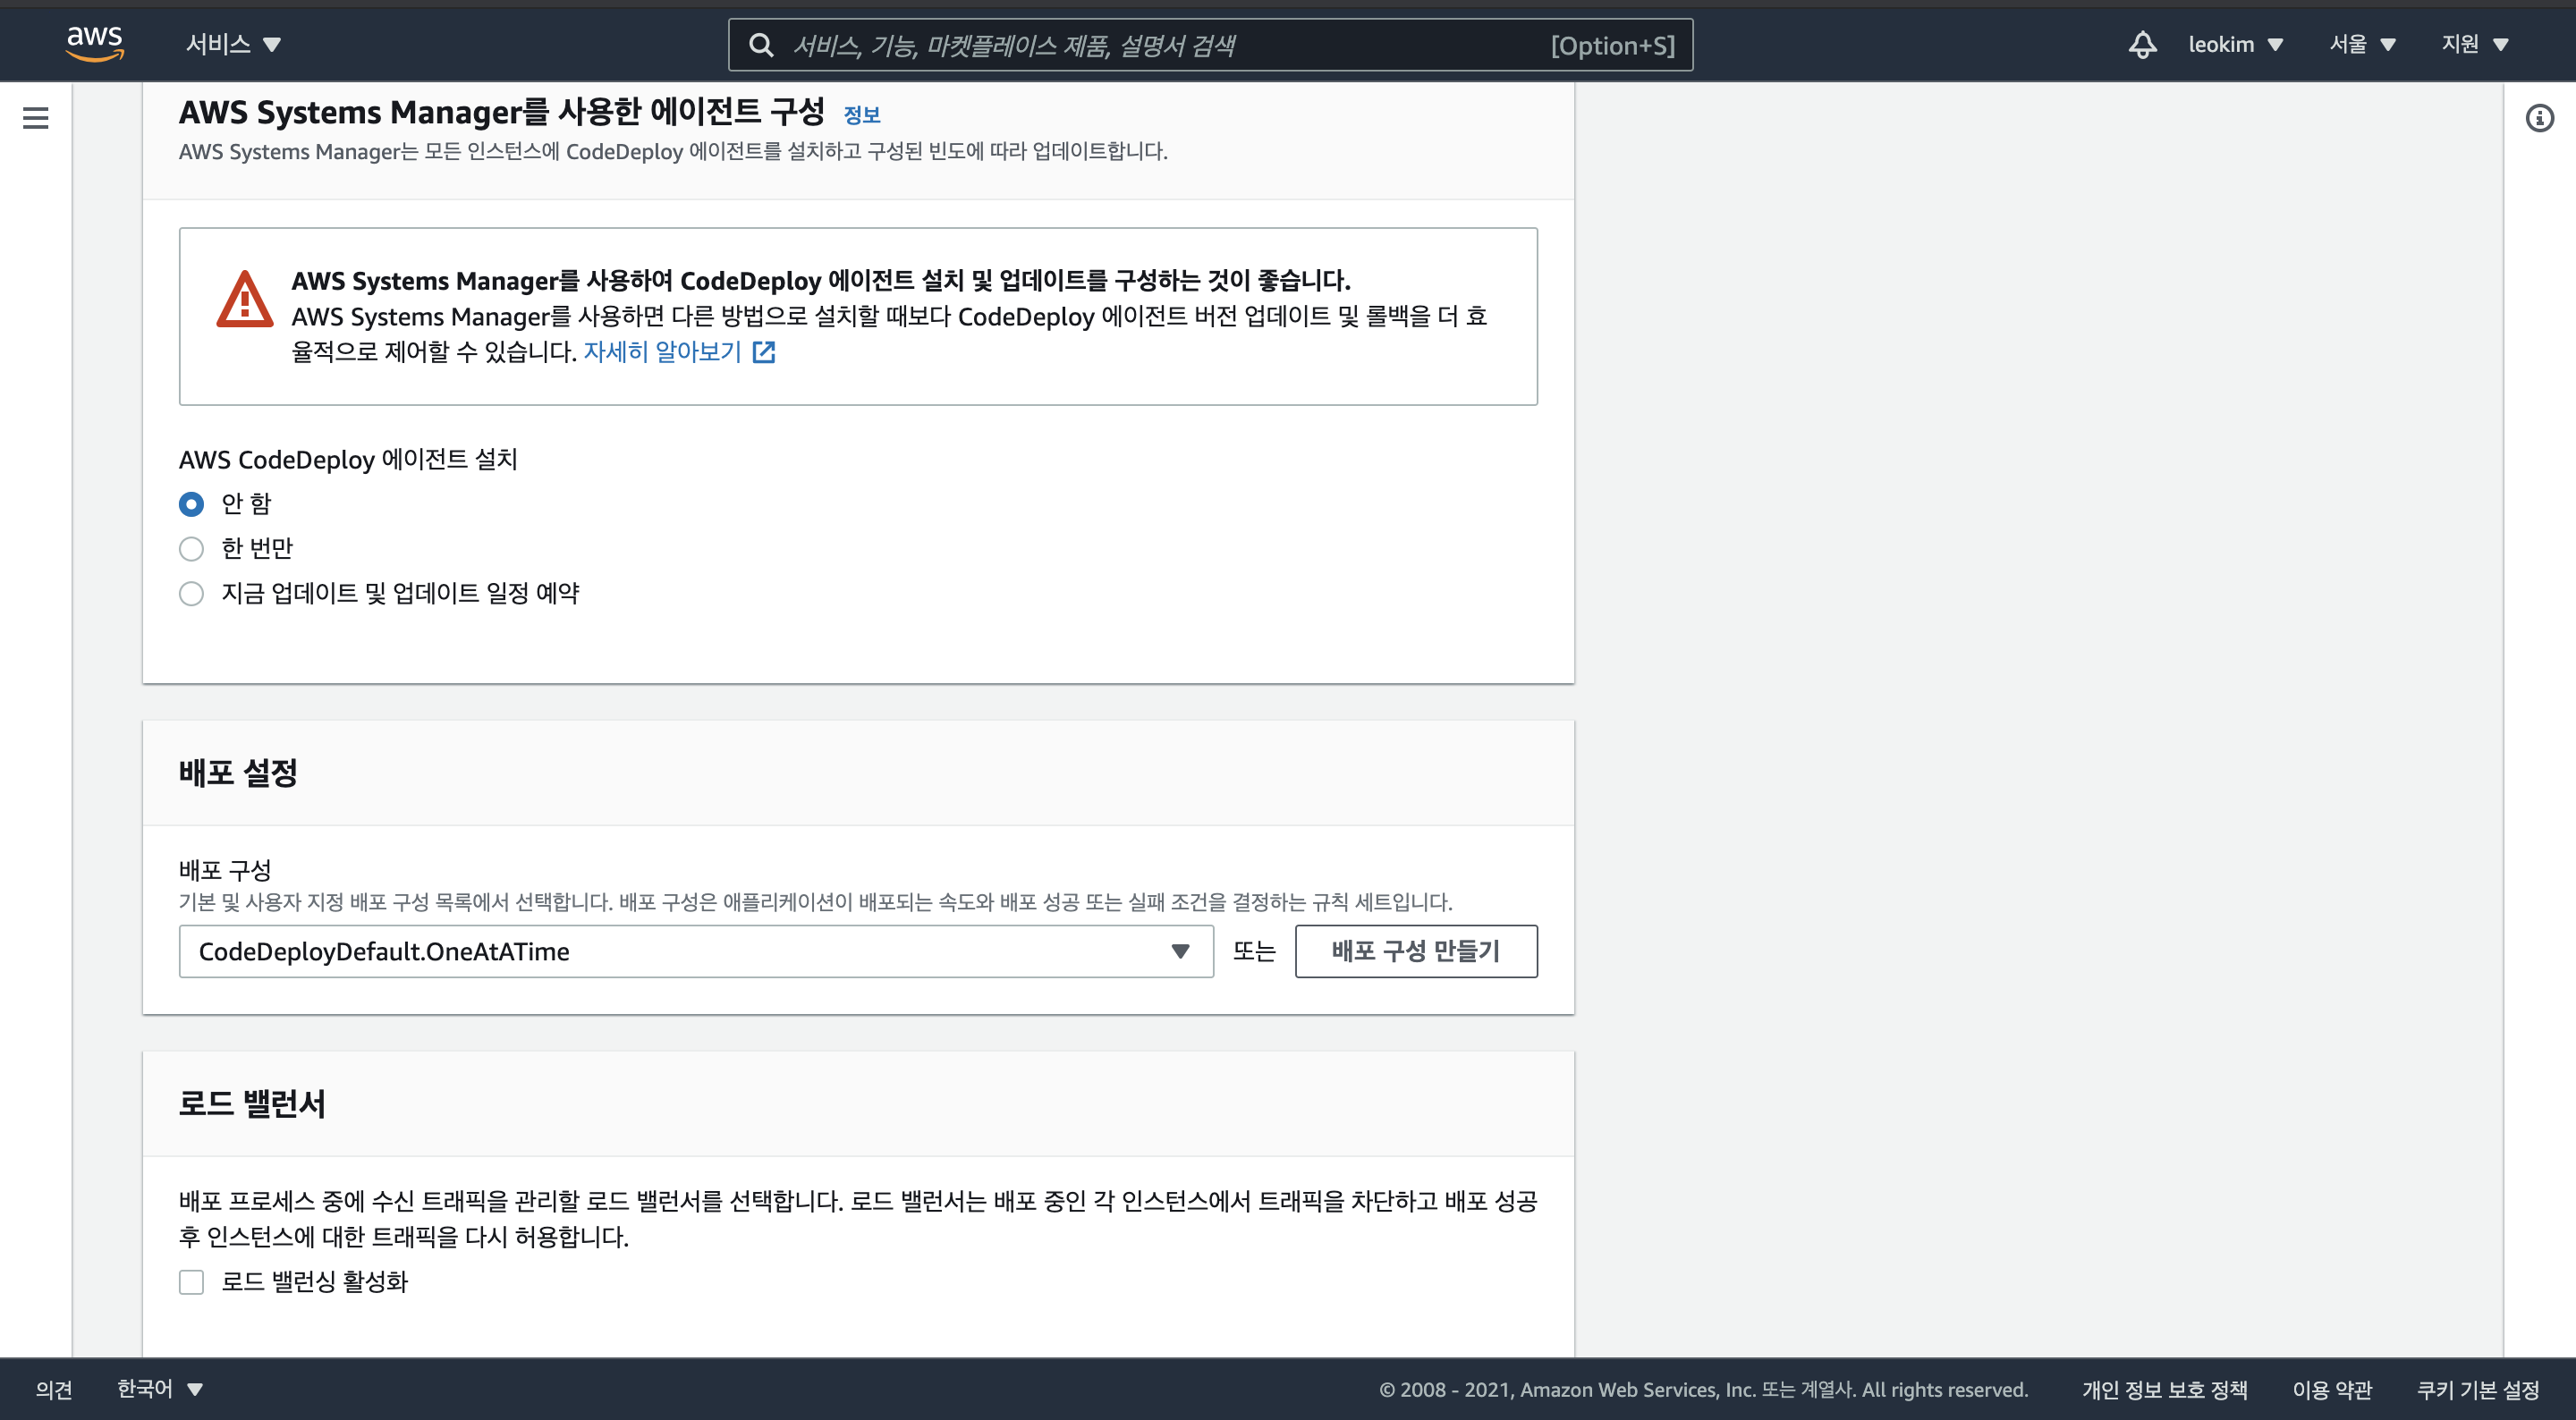 aws
서비스
서비스, 기능, 마켓플레이스 제품, 설명서 검색
[Option+S]
leokim
서울
지원
AWS Systems Manager를 사용한 에이전트 구성 정보
AWS Systems Manager는 모든 인스턴스에 CodeDeploy 에이전트를 설치하고 구성된 빈도에 따라 업데이트합니다.
AWS Systems Manager를 사용하여 CodeDeploy 에이전트 설치 및 업데이트를 구성하는 것이 좋습니다.
AWS Systems Manager를 사용하면 다른 방법으로 설치할 때보다 CodeDeploy 에이전트 버전 업데이트 및 롤백을 더 효
율적으로 제어할 수 있습니다. 자세히 알아보기
AWS CodeDeploy 에이전트 설치
안 함
한 번만
지금 업데이트 및 업데이트 일정 예약
배포 설정
배포 구성
기본 및 사용자 지정 배포 구성 목록에서 선택합니다. 배포 구성은 애플리케이션이 배포되는 속도와 배포 성공 또는 실패 조건을 결정하는 규칙 세트입니다.
CodeDeployDefault.OneAtATime
또는
배포 구성 만들기
로드 밸런서
배포 프로세스 중에 수신 트래픽을 관리할 로드 밸런서를 선택합니다. 로드 밸런서는 배포 중인 각 인스턴스에서 트래픽을 차단하고 배포 성공
후 인스턴스에 대한 트래픽을 다시 허용합니다.
로드 밸런싱 활성화
의견
한국어
© 2008 - 2021, Amazon Web Services, Inc. 또는 계열사. All rights reserved.
개인 정보 보호 정책
이용 약관
쿠키 기본 설정